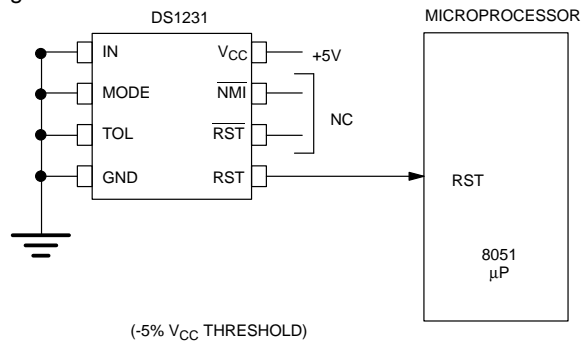 g
DS1231
MICROPROCESSOR
IN
VCC
+5V
MODE
NMI
NC
TOL
RST
GND
RST
RST
8051
µP
(-5% VCC THRESHOLD)